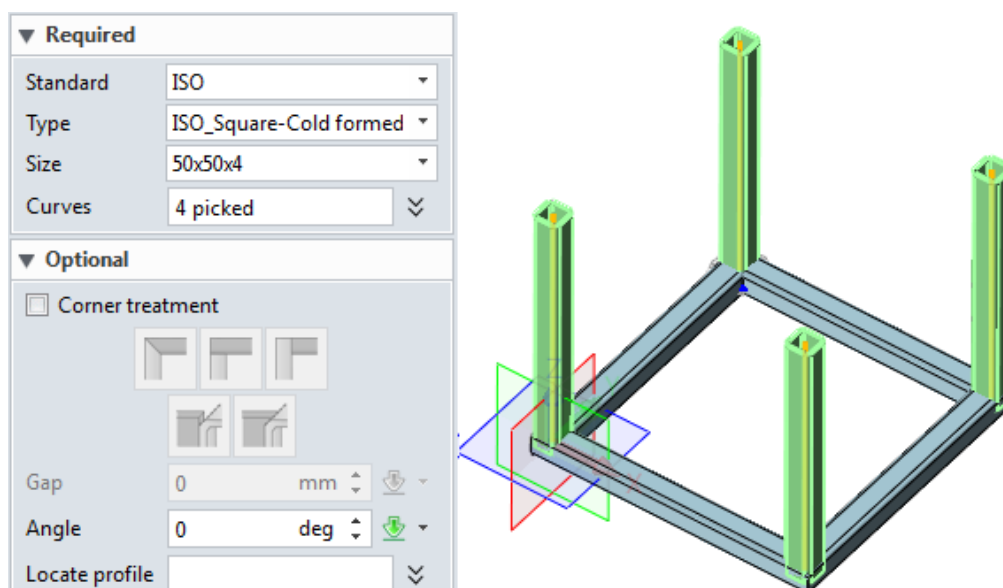 Required
Standard ISO
Type ISO_Square-Cold formed
Size 50x50x4
Curves 4 picked
Optional
Corner treatment
Gap 0 mm
Angle 0 deg
Locate profile